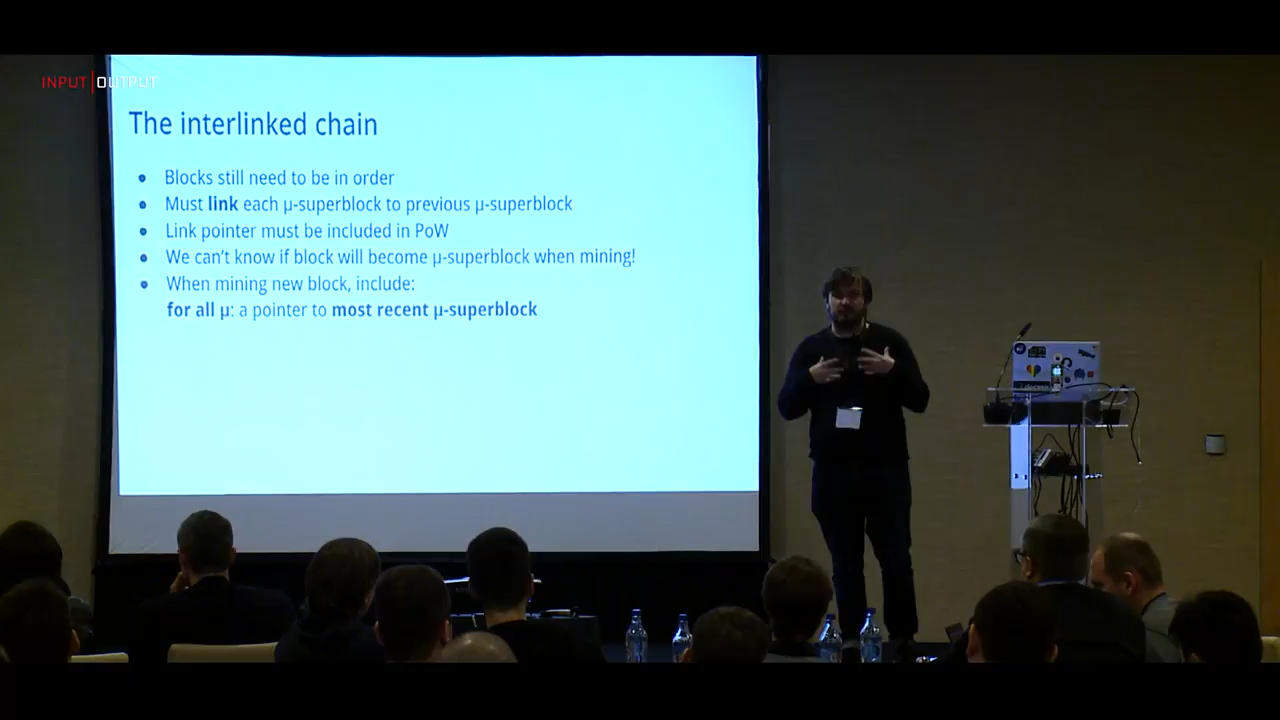 INPUT|OUTPUT
The interlinked chain
Blocks still need to be in order
Must link each μ-superblock to previous μ-superblock
Link pointer must be included in PoW
We can't know if block will become μ-superblock when mining!
When mining new block, include:
for all μ: a pointer to most recent μ-superblock